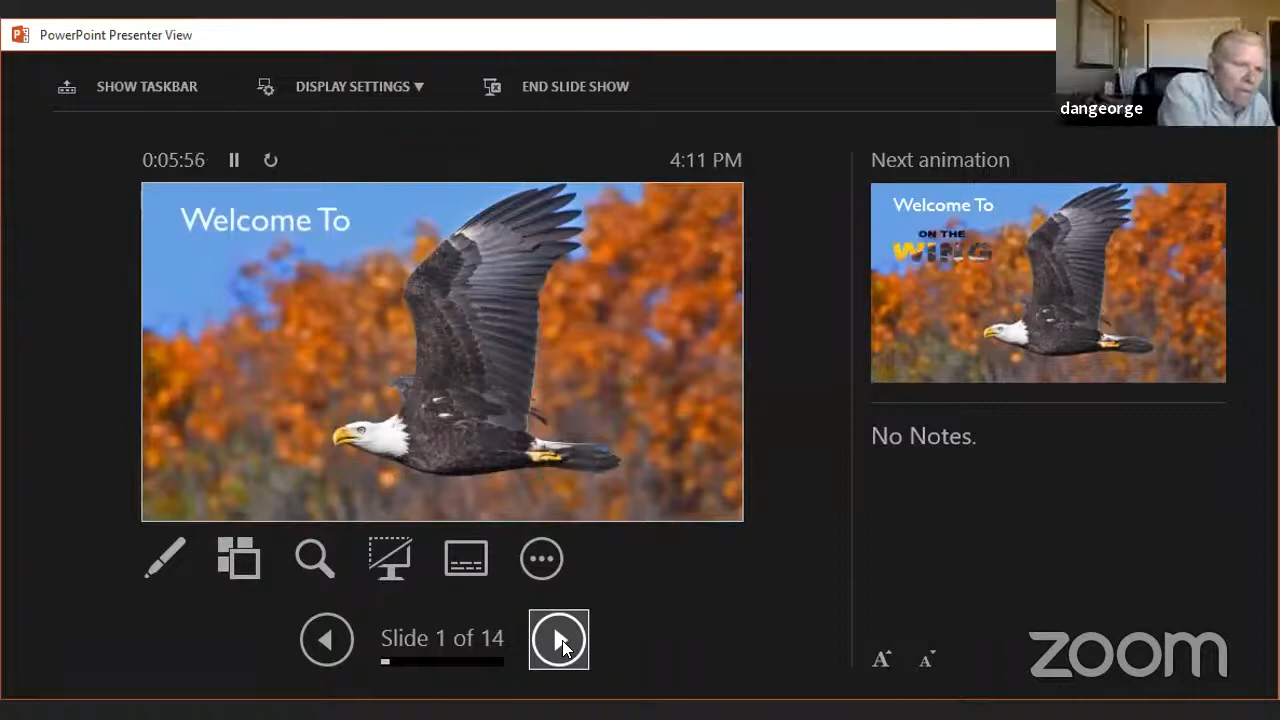 PowerPoint Presenter View
SHOW TASKBAR
DISPLAY SETTINGS ▼
END SLIDE SHOW
dangeorge
0:05:56
4:11 PM
Next animation
Welcome To
Welcome To
ON THE
WING
No Notes.
Slide 1 of 14
A
A
zoom